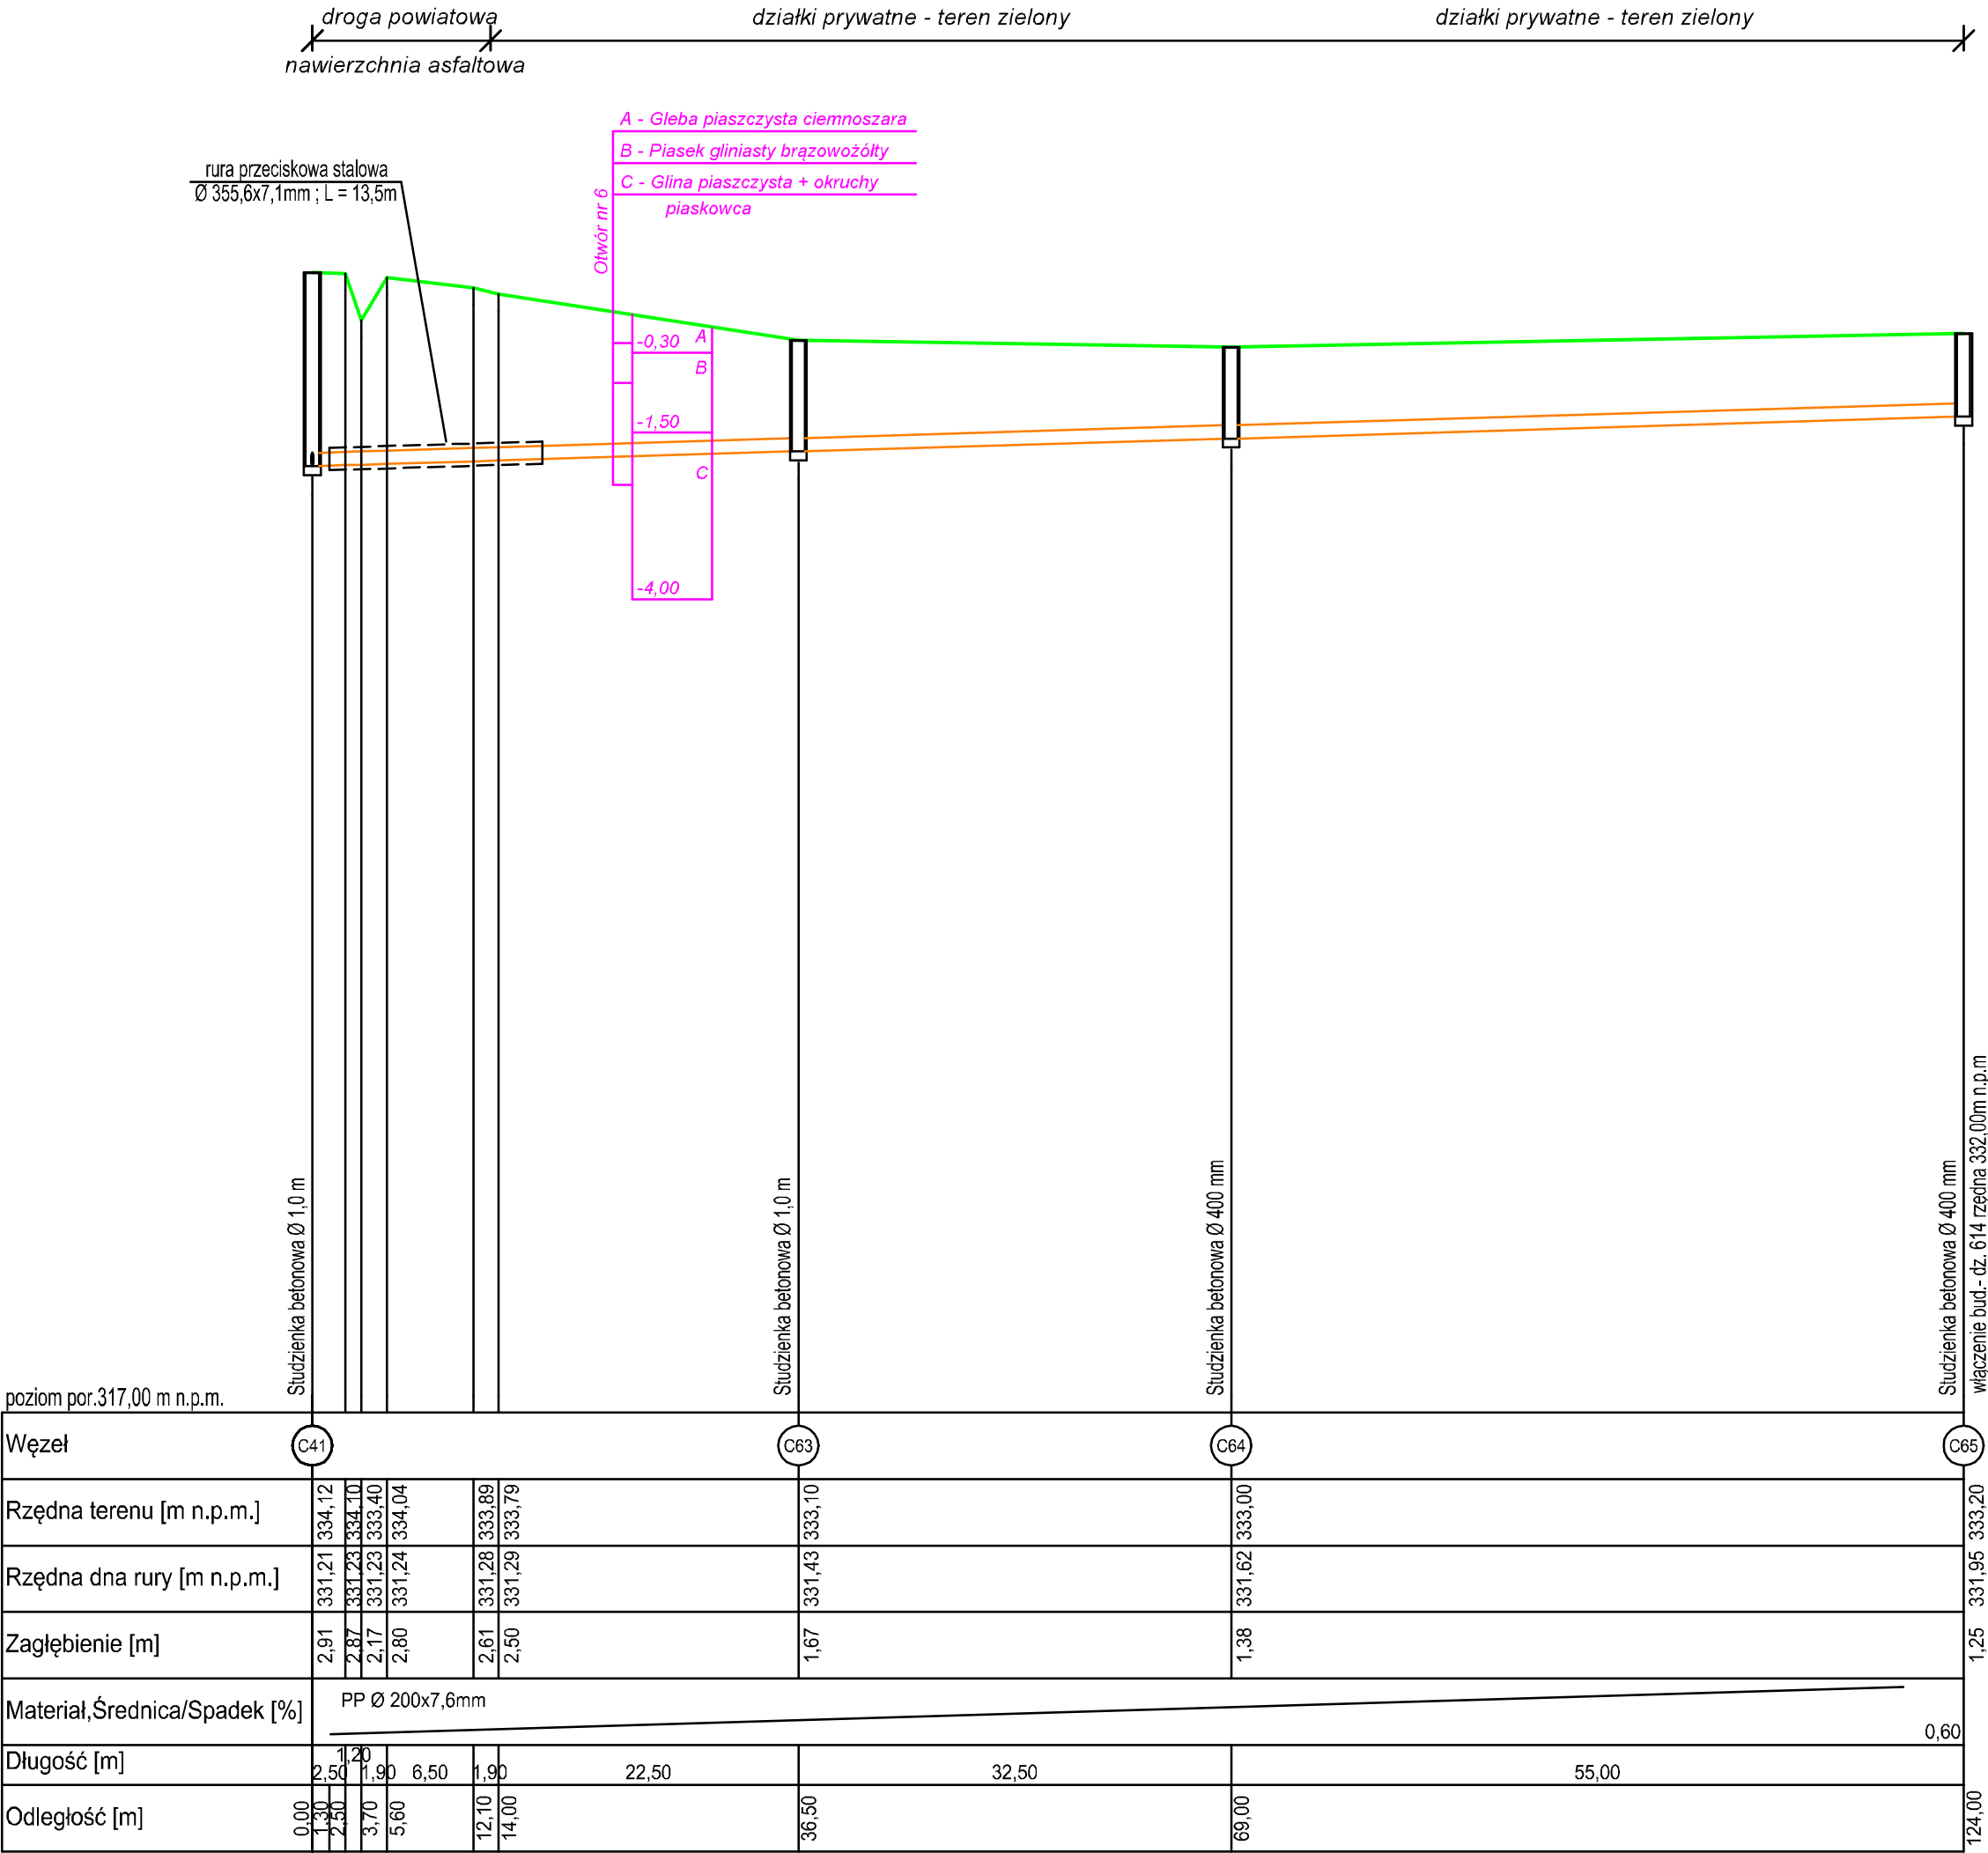 droga powiatowa
działki prywatne - teren zielony
działki prywatne - teren zielony
nawierzchnia asfaltowa
A - Gleba piaszczysta ciemnoszara
B - Piasek gliniasty brązowożółty
C - Glina piaszczysta + okruchy
piaskowca
Otwór nr 6
rura przeciskowa stalowa
Ø 355,6x7,1mm ; L = 13,5m
-0,30 A
B
-1,50
C
-4,00
Studzienka betonowa Ø 1,0 m
Studzienka betonowa Ø 1,0 m
Studzienka betonowa Ø 400 mm
Studzienka betonowa Ø 400 mm
włączenie bud.- dz. 614 rzędna 332,00m n.p.m
poziom por.317,00 m n.p.m.
Węzeł C41 C63 C64 C65
Rzędna terenu [m n.p.m.] 334,12 334,10 333,40 334,04 333,89 333,79 333,10 333,00 333,20
Rzędna dna rury [m n.p.m.] 331,21 331,23 331,23 331,24 331,28 331,29 331,43 331,62 331,95
Zagłębienie [m] 2,91 2,87 2,17 2,80 2,61 2,50 1,67 1,38 1,25
Materiał,Średnica/Spadek [%] PP Ø 200x7,6mm 0,60
Długość [m] 2,50 1,20 1,90 6,50 1,90 22,50 32,50 55,00
Odległość [m] 0,00 1,30 2,50 3,70 5,60 12,10 14,00 36,50 69,00 124,00